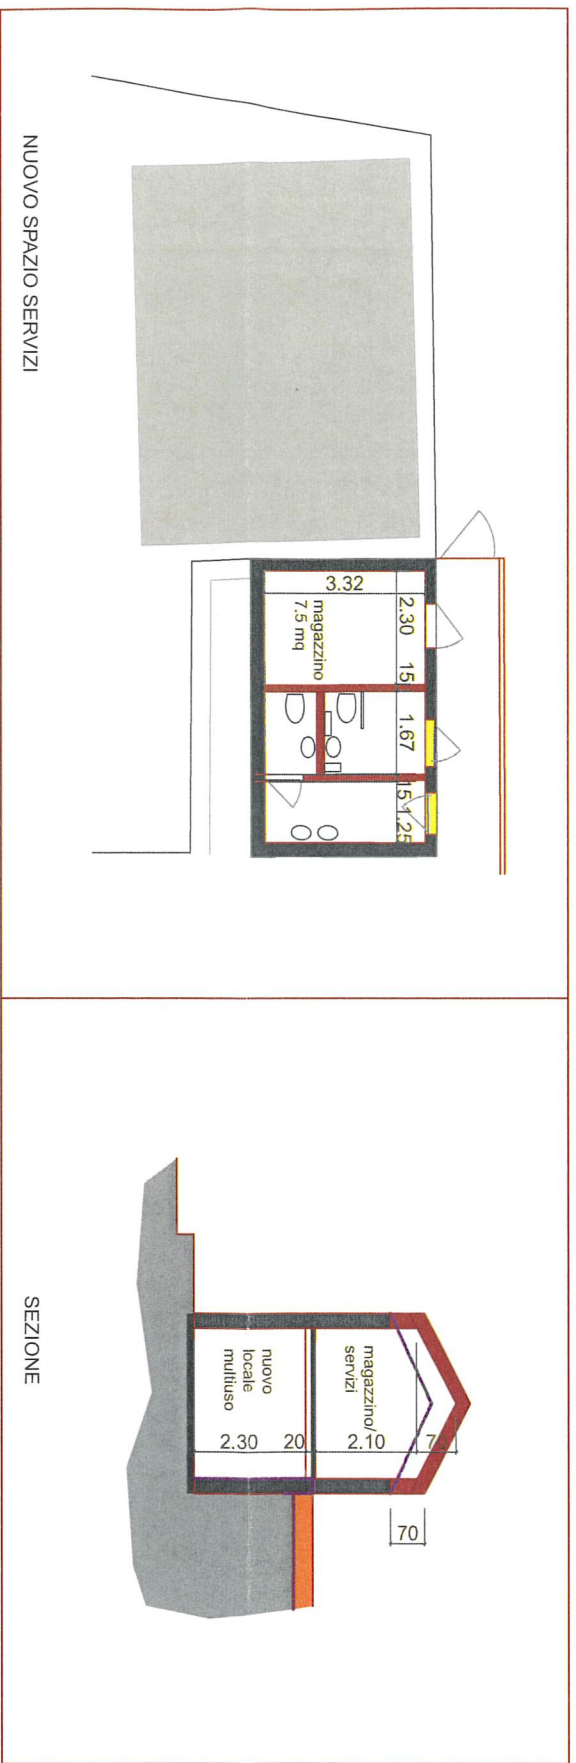 3.32
2.30
15
1.67
15
1.25
magazzino
7.5 mq
NUOVO SPAZIO SERVIZI
magazzino/
servizi
nuovo
locale
multiuso
2.30
20
2.10
70
70
SEZIONE